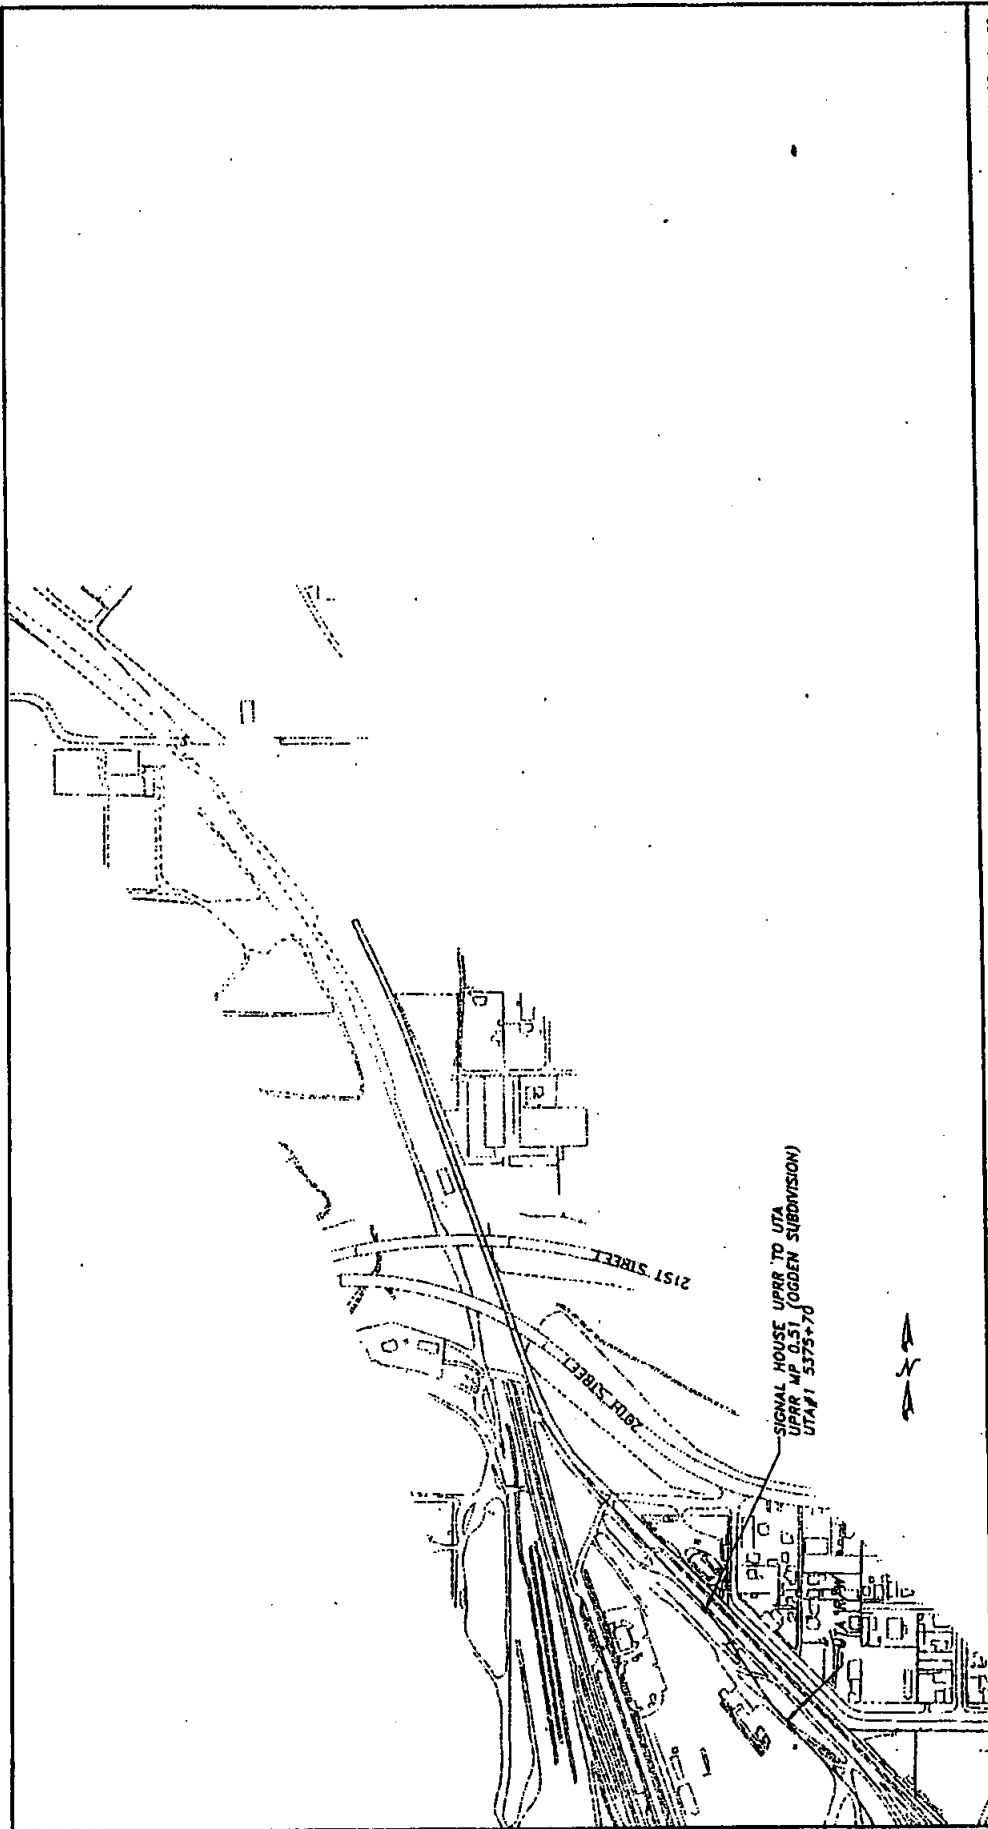 21ST STREET
20TH STREET
SIGNAL HOUSE UPRR TO UTA
UPRR MP 0.51 (OGDEN SUBDIVISION)
UTA#1 5375+70
N
UTA R/W